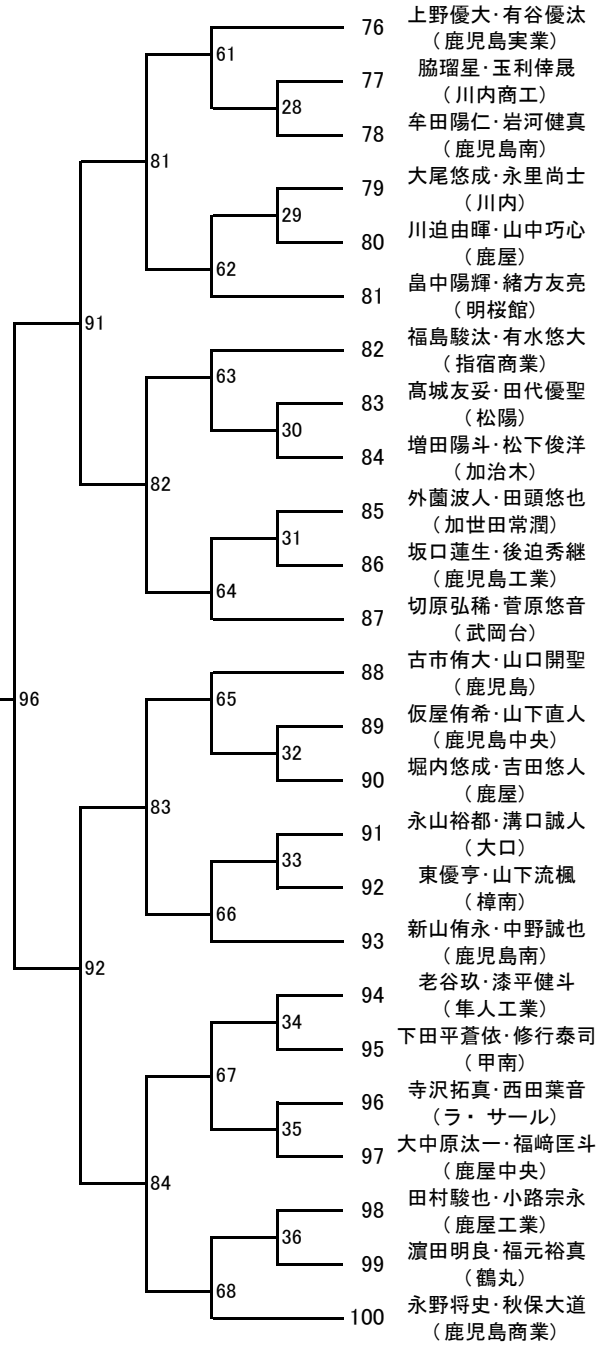 76 上野優大･有谷優汰
（鹿児島実業）
61
77 脇瑠星･玉利倖晟
（川内商工）
28
78 牟田陽仁･岩河健真
（鹿児島南）
81
79 大尾悠成･永里尚士
（川内）
29
80 川迫由暉･山中巧心
（鹿屋）
62
81 畠中陽輝･緒方友亮
（明桜館）
91
82 福島駿汰･有水悠大
（指宿商業）
63
83 髙城友妥･田代優聖
（松陽）
30
84 増田陽斗･松下俊洋
（加治木）
82
85 外薗波人･田頭悠也
（加世田常潤）
31
86 坂口蓮生･後迫秀継
（鹿児島工業）
64
87 切原弘稀･菅原悠音
（武岡台）
96
88 古市侑大･山口開聖
（鹿児島）
65
89 仮屋侑希･山下直人
（鹿児島中央）
32
90 堀内悠成･吉田悠人
（鹿屋）
83
91 永山裕都･溝口誠人
（大口）
33
92 東優亨･山下流楓
（樟南）
66
93 新山侑永･中野誠也
（鹿児島南）
92
94 老谷玖･漆平健斗
（隼人工業）
34
95 下田平蒼依･修行泰司
（甲南）
67
96 寺沢拓真･西田葉音
（ラ・サール）
35
97 大中原汰一･福﨑匡斗
（鹿屋中央）
84
98 田村駿也･小路宗永
（鹿屋工業）
36
99 濵田明良･福元裕真
（鶴丸）
68
100 永野将史･秋保大道
（鹿児島商業）